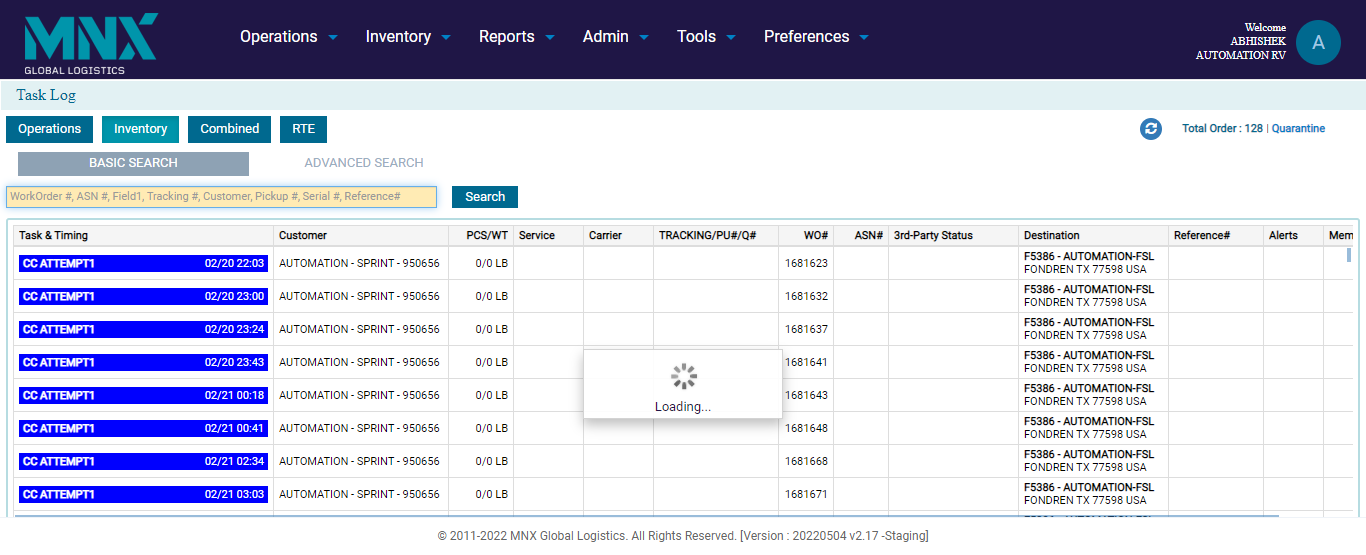 MNX
GLOBAL LOGISTICS
Operations Inventory Reports Admin Tools Preferences
Welcome
ABHISHEK
AUTOMATION RV
A
Task Log
Operations Inventory Combined RTE
Total Order : 128 | Quarantine
BASIC SEARCH ADVANCED SEARCH
WorkOrder #, ASN #, Field1, Tracking #, Customer, Pickup #, Serial #, Reference#
Search
Task & Timing Customer PCS/WT Service Carrier TRACKING/PU#/Q# WO# ASN# 3rd-Party Status Destination Reference# Alerts Mem
CC ATTEMPT1 02/20 22:03 AUTOMATION - SPRINT - 950656 0/0 LB 1681623 F5386 - AUTOMATION-FSL
FONDREN TX 77598 USA
CC ATTEMPT1 02/20 23:00 AUTOMATION - SPRINT - 950656 0/0 LB 1681632 F5386 - AUTOMATION-FSL
FONDREN TX 77598 USA
CC ATTEMPT1 02/20 23:24 AUTOMATION - SPRINT - 950656 0/0 LB 1681637 F5386 - AUTOMATION-FSL
FONDREN TX 77598 USA
CC ATTEMPT1 02/20 23:43 AUTOMATION - SPRINT - 950656 0/0 LB 1681641 F5386 - AUTOMATION-FSL
FONDREN TX 77598 USA
CC ATTEMPT1 02/21 00:18 AUTOMATION - SPRINT - 950656 0/0 LB 1681643 F5386 - AUTOMATION-FSL
FONDREN TX 77598 USA
Loading...
CC ATTEMPT1 02/21 00:41 AUTOMATION - SPRINT - 950656 0/0 LB 1681648 F5386 - AUTOMATION-FSL
FONDREN TX 77598 USA
CC ATTEMPT1 02/21 02:34 AUTOMATION - SPRINT - 950656 0/0 LB 1681668 F5386 - AUTOMATION-FSL
FONDREN TX 77598 USA
CC ATTEMPT1 02/21 03:03 AUTOMATION - SPRINT - 950656 0/0 LB 1681671 F5386 - AUTOMATION-FSL
FONDREN TX 77598 USA
© 2011-2022 MNX Global Logistics. All Rights Reserved. [Version : 20220504 v2.17 -Staging]